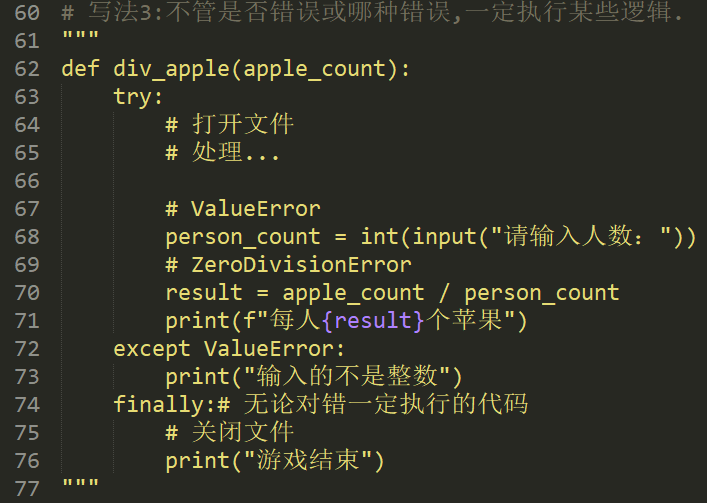 60 # 写法3:不管是否错误或哪种错误,一定执行某些逻辑.
61 """
62 def div_apple(apple_count):
63     try:
64         # 打开文件
65         # 处理...
66
67         # ValueError
68         person_count = int(input("请输入人数："))
69         # ZeroDivisionError
70         result = apple_count / person_count
71         print(f"每人{result}个苹果")
72     except ValueError:
73         print("输入的不是整数")
74     finally:# 无论对错一定执行的代码
75         # 关闭文件
76         print("游戏结束")
77 """